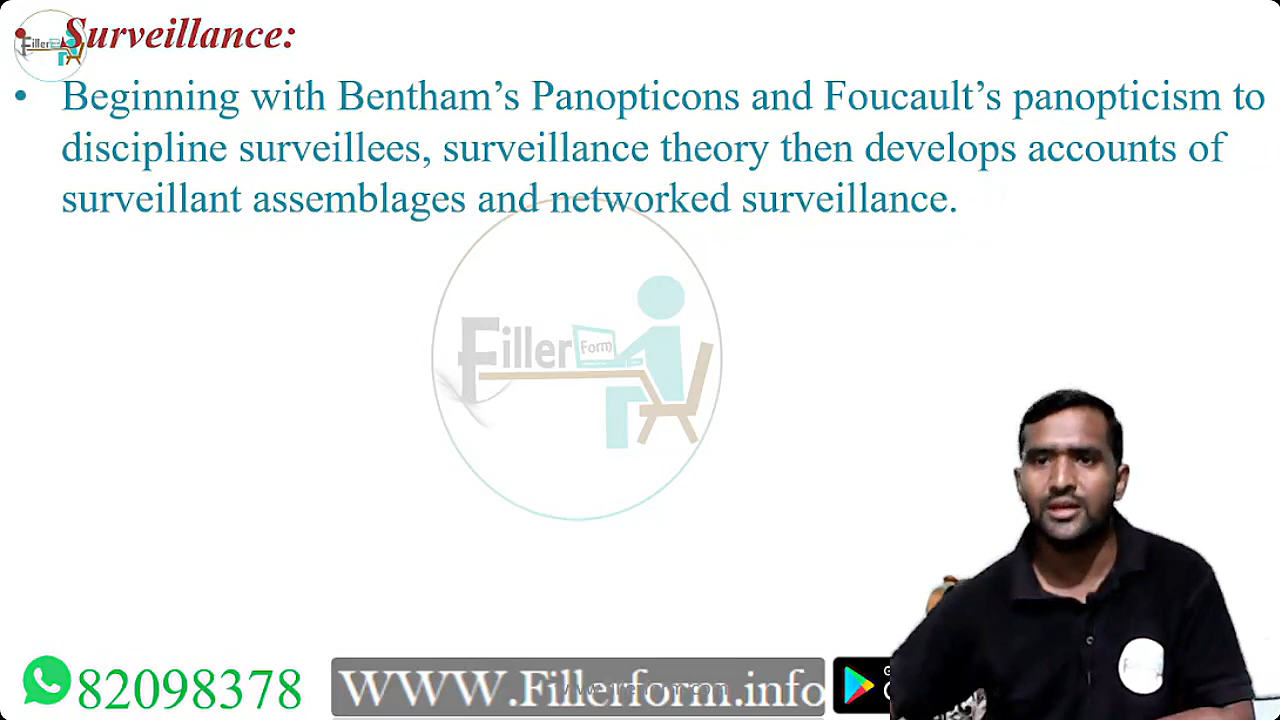 • Surveillance:
• Beginning with Bentham’s Panopticons and Foucault’s panopticism to
discipline surveillees, surveillance theory then develops accounts of
surveillant assemblages and networked surveillance.
Filler Form
82098378
www.Fillerform.info